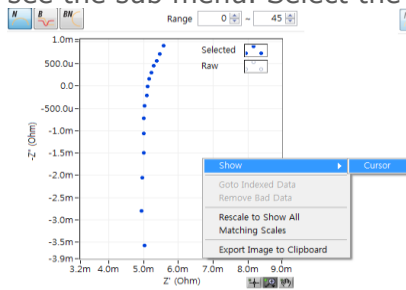 see the sub menu. Select the
N B BN Range 0 ~ 45
1.0m
Selected
500.0u
Raw
0.0
-500.0u
-1.0m
-1.5m
Show Cursor
-2.0m
Goto Indexed Data
Remove Bad Data
-2.5m
Rescale to Show All
-3.0m
Matching Scales
-3.5m
Export Image to Clipboard
-3.9m
3.2m 4.0m 5.0m 6.0m 7.0m 8.0m 9.0m
Z' (Ohm)
-Z" (Ohm)